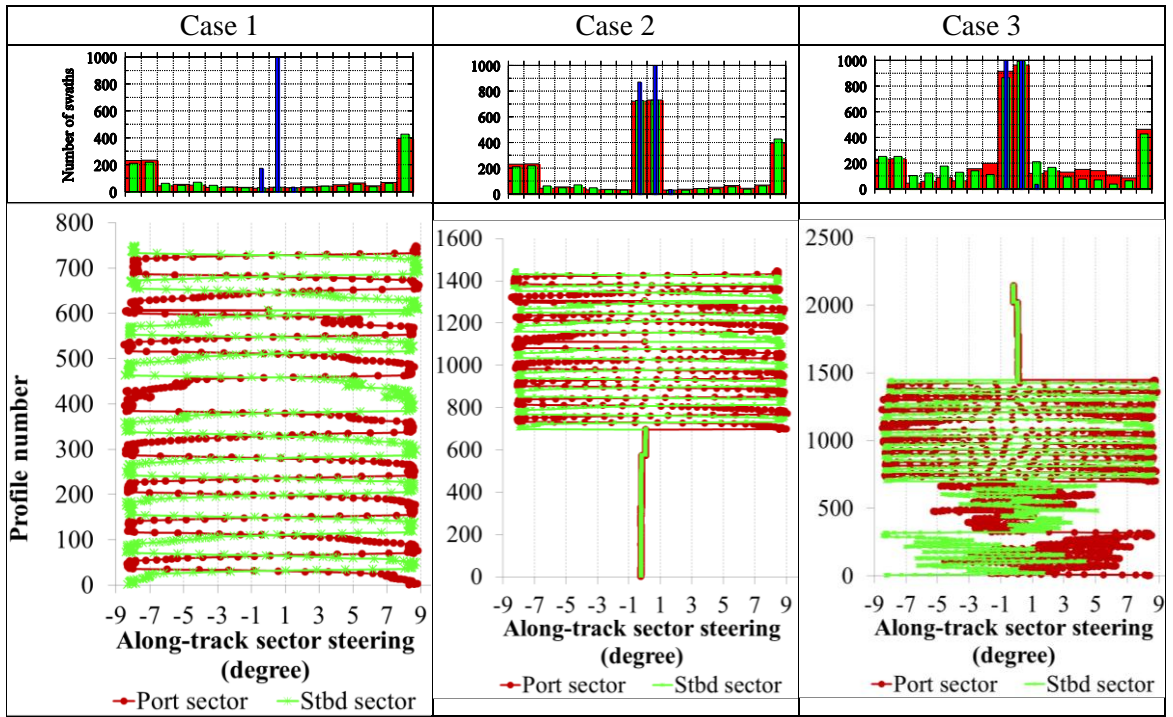 Case 1
Case 2
Case 3
Number of swaths
1000
800
600
400
200
0
1000
800
600
400
200
0
1000
800
600
400
200
0
Profile number
800
700
600
500
400
300
200
100
0
-9 -7 -5 -3 -1 1 3 5 7 9
Along-track sector steering
(degree)
Port sector Stbd sector
1600
1400
1200
1000
800
600
400
200
0
-9 -7 -5 -3 -1 1 3 5 7 9
Along-track sector steering
(degree)
Port sector Stbd sector
2500
2000
1500
1000
500
0
-9 -7 -5 -3 -1 1 3 5 7 9
Along-track sector steering
(degree)
Port sector Stbd sector